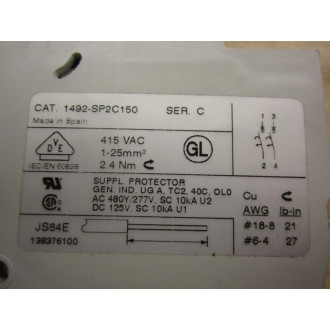 CAT. 1492-SP2C150 SER. C
Made in Spain
VDE
IEC/EN 60898
415 VAC
1-25mm²
2.4 Nm
GL
2 4
SUPPL. PROTECTOR
GEN. IND. UG A, TC2, 40C, OL0
AC 480Y/277V, SC 10kA U2
DC 125V, SC 10kA U1
Cu
AWG lb-in
#18-8 21
#6-4 27
JS84E
138376100